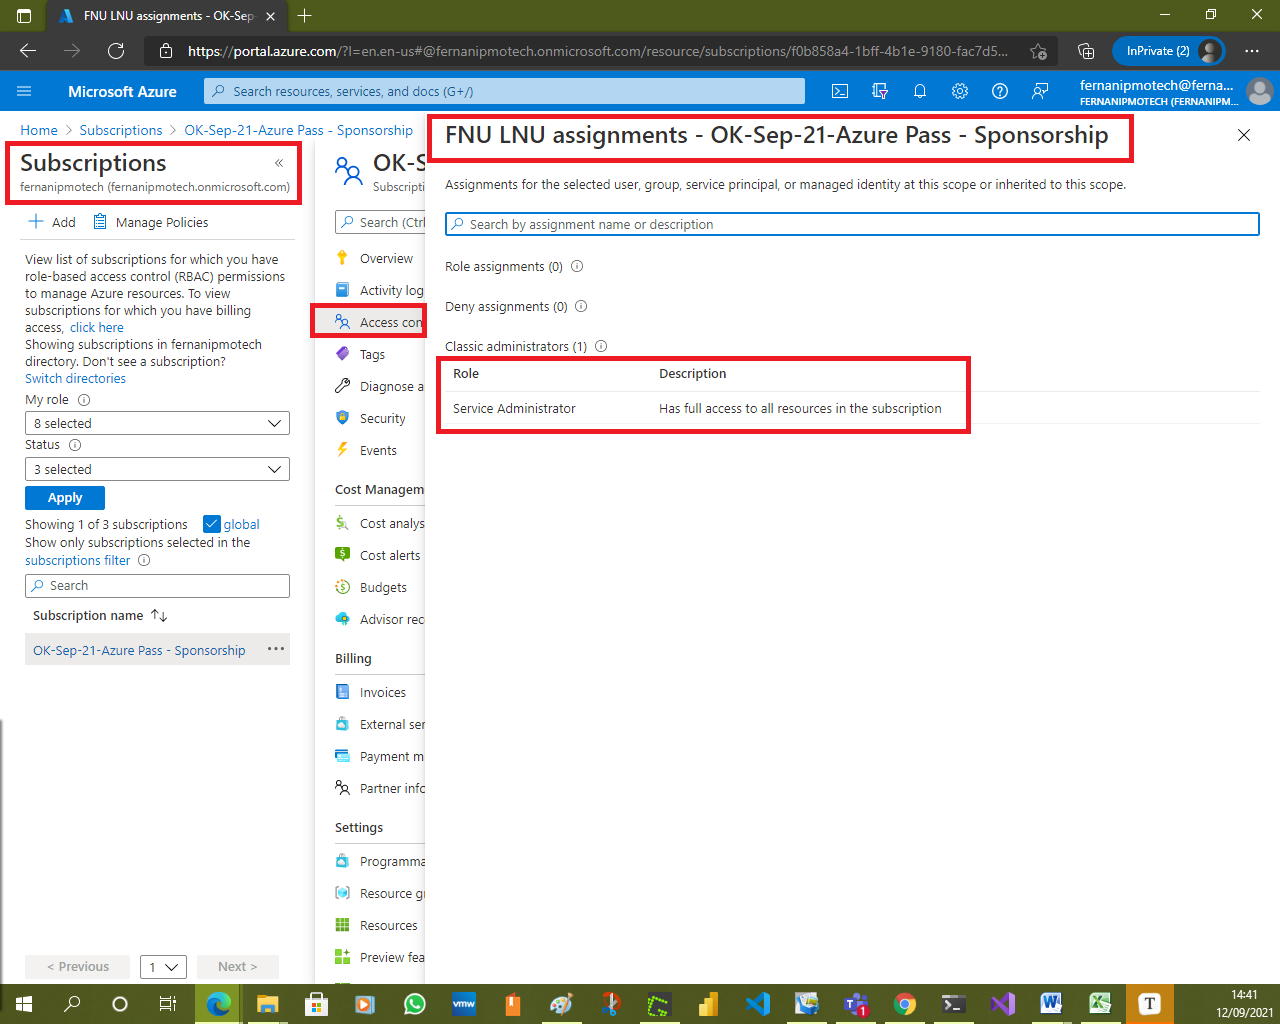 FNU LNU assignments - OK-Sep-
https://portal.azure.com/?l=en.en-us#@fernanipmotech.onmicrosoft.com/resource/subscriptions/f0b858a4-1bff-4b1e-9180-fac7d5...
InPrivate (2)
Microsoft Azure
Search resources, services, and docs (G+/)
fernanipmotech@ferna...
FERNANIPMOTECH (FERNANIPM...
Home > Subscriptions > OK-Sep-21-Azure Pass - Sponsorship
Subscriptions
«
fernanipmotech (fernanipmotech.onmicrosoft.com)
Add
Manage Policies
View list of subscriptions for which you have
role-based access control (RBAC) permissions
to manage Azure resources. To view
subscriptions for which you have billing
access, click here
Showing subscriptions in fernanipmotech
directory. Don't see a subscription?
Switch directories
My role
8 selected
Status
3 selected
Apply
Showing 1 of 3 subscriptions
global
Show only subscriptions selected in the
subscriptions filter
Search
Subscription name
OK-Sep-21-Azure Pass - Sponsorship
< Previous
1
Next >
OK-S
Subscripti
Search (Ctrl
Overview
Activity log
Access con
Tags
Diagnose a
Security
Events
Cost Managem
Cost analys
Cost alerts
Budgets
Advisor rec
Billing
Invoices
External ser
Payment m
Partner info
Settings
Programma
Resource gr
Resources
Preview fea
FNU LNU assignments - OK-Sep-21-Azure Pass - Sponsorship
Assignments for the selected user, group, service principal, or managed identity at this scope or inherited to this scope.
Search by assignment name or description
Role assignments (0)
Deny assignments (0)
Classic administrators (1)
Role
Description
Service Administrator
Has full access to all resources in the subscription
vmw
1
T
14:41
12/09/2021